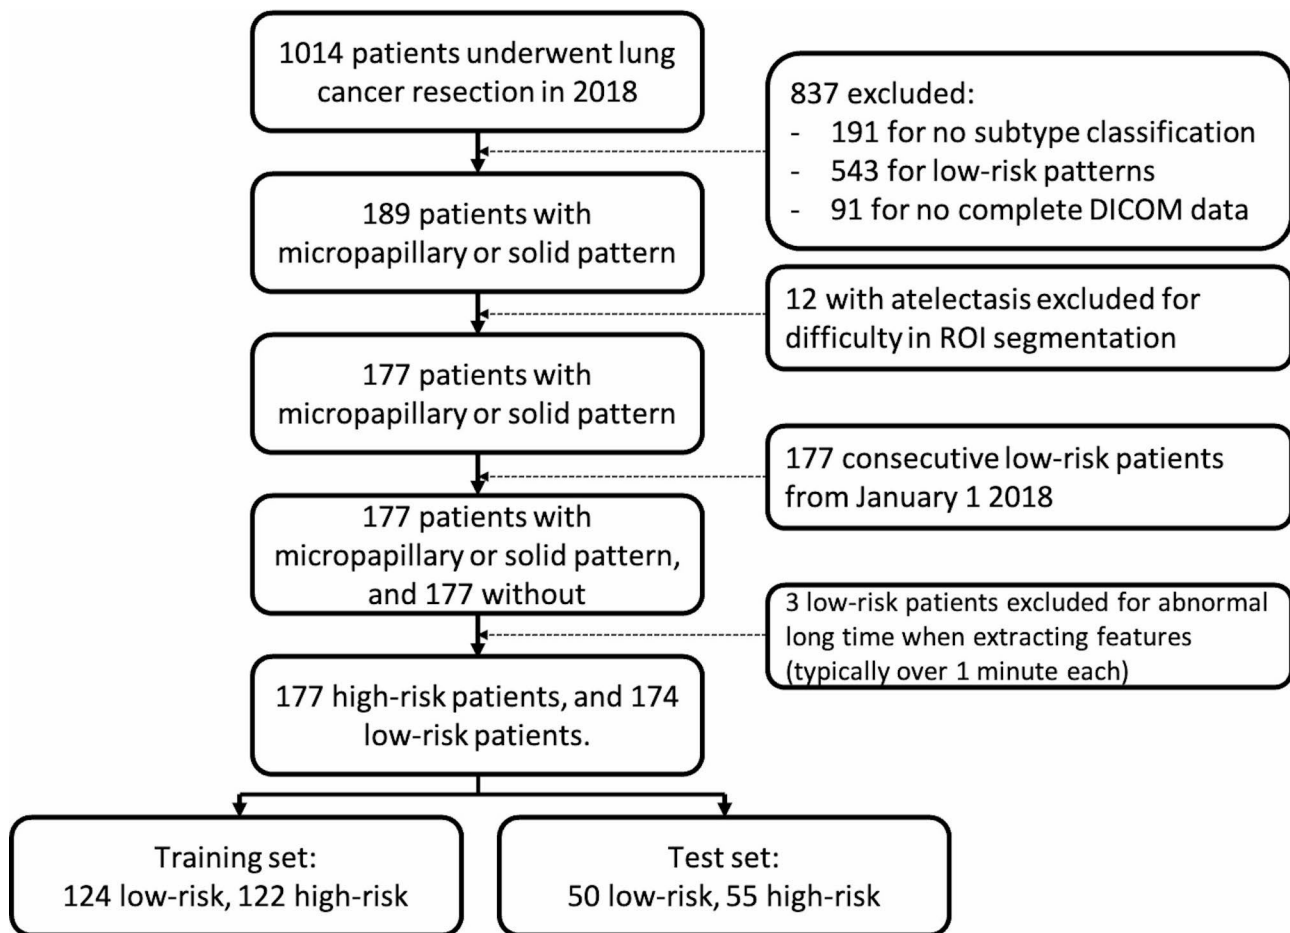 1014 patients underwent lung
cancer resection in 2018
837 excluded:
- 191 for no subtype classification
- 543 for low-risk patterns
- 91 for no complete DICOM data
189 patients with
micropapillary or solid pattern
12 with atelectasis excluded for
difficulty in ROI segmentation
177 patients with
micropapillary or solid pattern
177 consecutive low-risk patients
from January 1 2018
177 patients with
micropapillary or solid pattern,
and 177 without
3 low-risk patients excluded for abnormal
long time when extracting features
(typically over 1 minute each)
177 high-risk patients, and 174
low-risk patients.
Training set:
124 low-risk, 122 high-risk
Test set:
50 low-risk, 55 high-risk